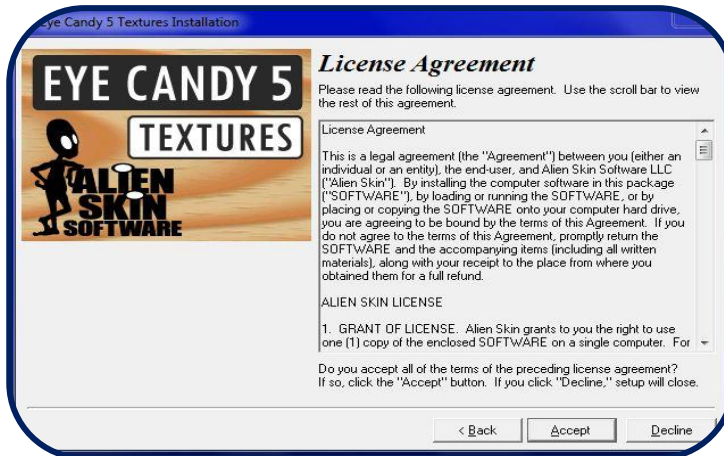 Eye Candy 5 Textures Installation
EYE CANDY 5
TEXTURES
ALIEN
SKIN
SOFTWARE
License Agreement
Please read the following license agreement. Use the scroll bar to view
the rest of this agreement.
License Agreement
This is a legal agreement (the "Agreement") between you (either an
individual or an entity), the end-user, and Alien Skin Software LLC
("Alien Skin"). By installing the computer software in this package
("SOFTWARE"), by loading or running the SOFTWARE, or by
placing or copying the SOFTWARE onto your computer hard drive,
you are agreeing to be bound by the terms of this Agreement. If you
do not agree to the terms of this Agreement, promptly return the
SOFTWARE and the accompanying items (including all written
materials), along with your receipt to the place from where you
obtained them for a full refund.
ALIEN SKIN LICENSE
1. GRANT OF LICENSE. Alien Skin grants to you the right to use
one (1) copy of the enclosed SOFTWARE on a single computer. For
Do you accept all of the terms of the preceding license agreement?
If so, click the "Accept" button. If you click "Decline," setup will close.
< Back
Accept
Decline